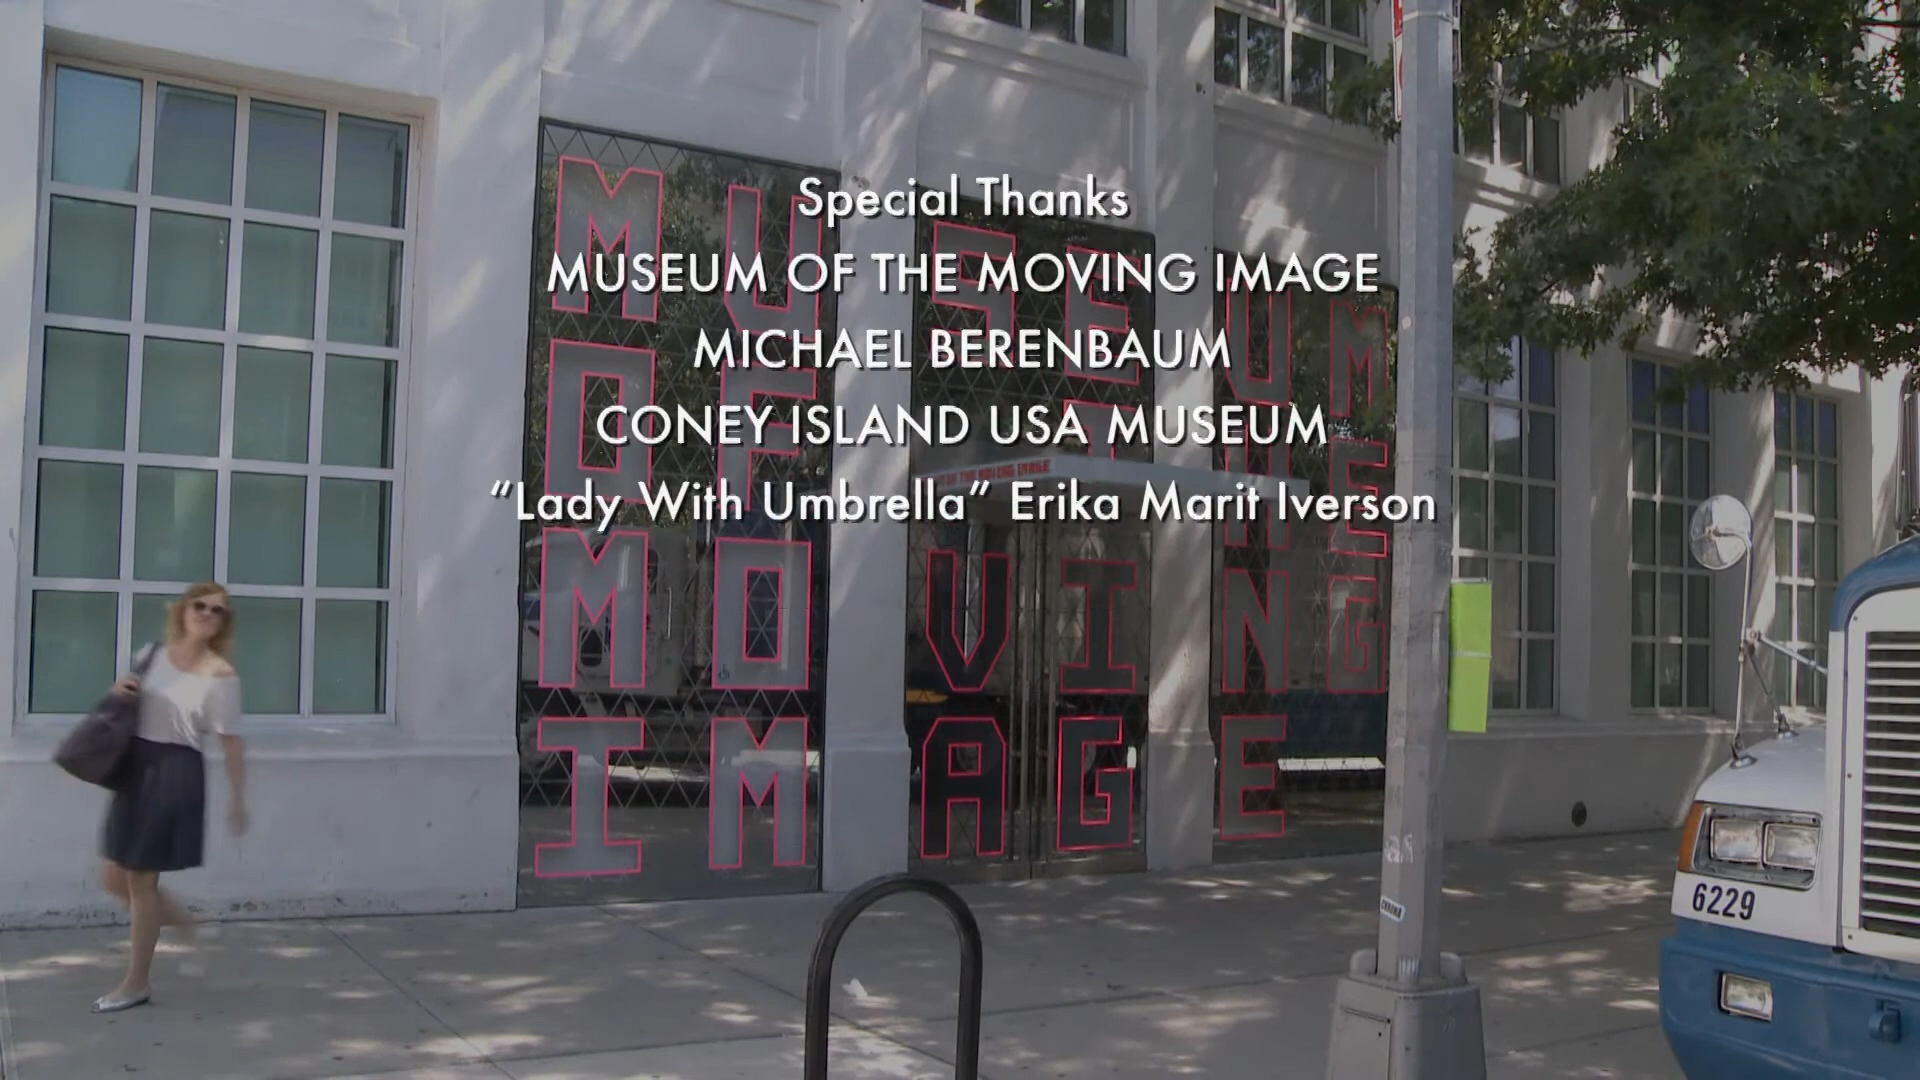 Special Thanks
MUSEUM OF THE MOVING IMAGE
MICHAEL BERENBAUM
CONEY ISLAND USA MUSEUM
“Lady With Umbrella” Erika Marit Iverson
MUSEUM
OF THE
MOVING
IMAGE
6229